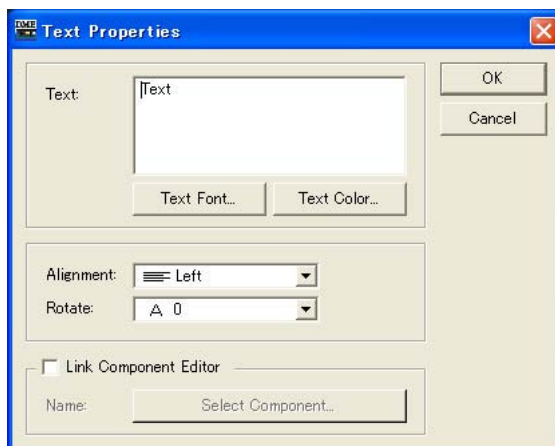 DME
Text Properties
Text:
Text
OK
Cancel
Text Font...
Text Color...
Alignment:
Left
Rotate:
A 0
Link Component Editor
Name:
Select Component...